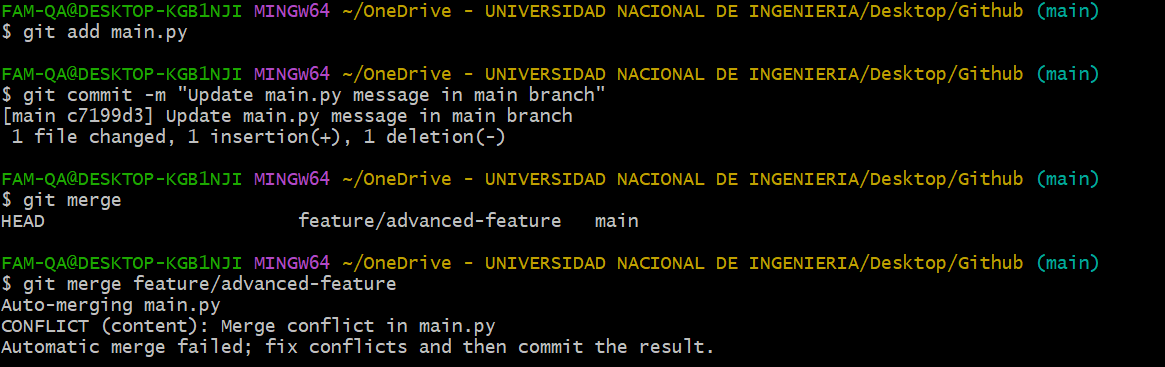 FAM-QA@DESKTOP-KGB1NJI MINGW64 ~/OneDrive - UNIVERSIDAD NACIONAL DE INGENIERIA/Desktop/Github (main)
$ git add main.py
FAM-QA@DESKTOP-KGB1NJI MINGW64 ~/OneDrive - UNIVERSIDAD NACIONAL DE INGENIERIA/Desktop/Github (main)
$ git commit -m "Update main.py message in main branch"
[main c7199d3] Update main.py message in main branch
 1 file changed, 1 insertion(+), 1 deletion(-)
FAM-QA@DESKTOP-KGB1NJI MINGW64 ~/OneDrive - UNIVERSIDAD NACIONAL DE INGENIERIA/Desktop/Github (main)
$ git merge
HEAD                       feature/advanced-feature   main
FAM-QA@DESKTOP-KGB1NJI MINGW64 ~/OneDrive - UNIVERSIDAD NACIONAL DE INGENIERIA/Desktop/Github (main)
$ git merge feature/advanced-feature
Auto-merging main.py
CONFLICT (content): Merge conflict in main.py
Automatic merge failed; fix conflicts and then commit the result.